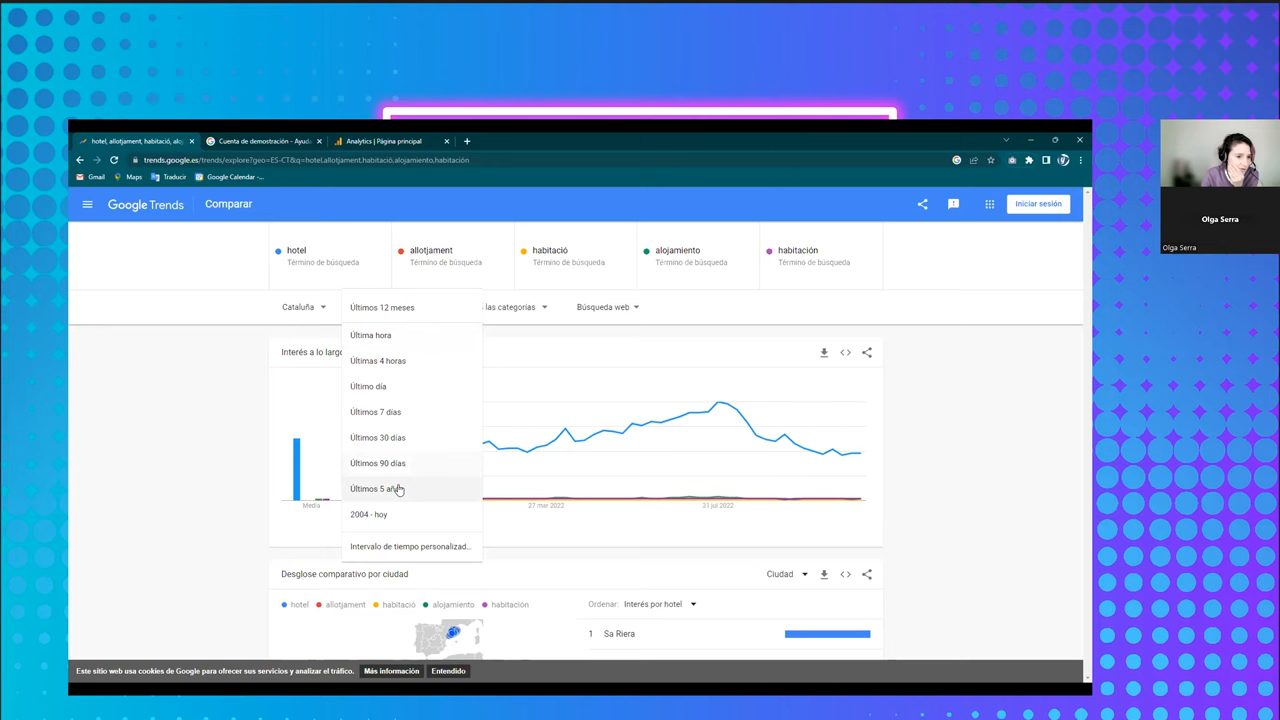 hotel, allotjament, habitació, aloj
Cuenta de demostración - Ayuda
Analytics | Página principal
trends.google.es/trends/explore?geo=ES-CT&q=hotel,allotjament,habitació,alojamiento,habitación
Gmail
Maps
Traducir
Google Calendar -...
Google Trends
Comparar
Iniciar sesión
hotel
Término de búsqueda
allotjament
Término de búsqueda
habitació
Término de búsqueda
alojamiento
Término de búsqueda
habitación
Término de búsqueda
Cataluña
Últimos 12 meses
las categorías
Búsqueda web
Última hora
Últimas 4 horas
Último día
Últimos 7 días
Últimos 30 días
Últimos 90 días
Últimos 5 años
2004 - hoy
Intervalo de tiempo personalizad...
Interés a lo largo
Media
27 mar 2022
31 jul 2022
Desglose comparativo por ciudad
Ciudad
hotel
allotjament
habitació
alojamiento
habitación
Ordenar: Interés por hotel
1 Sa Riera
Este sitio web usa cookies de Google para ofrecer sus servicios y analizar el tráfico.
Más información
Entendido
Olga Serra
Olga Serra